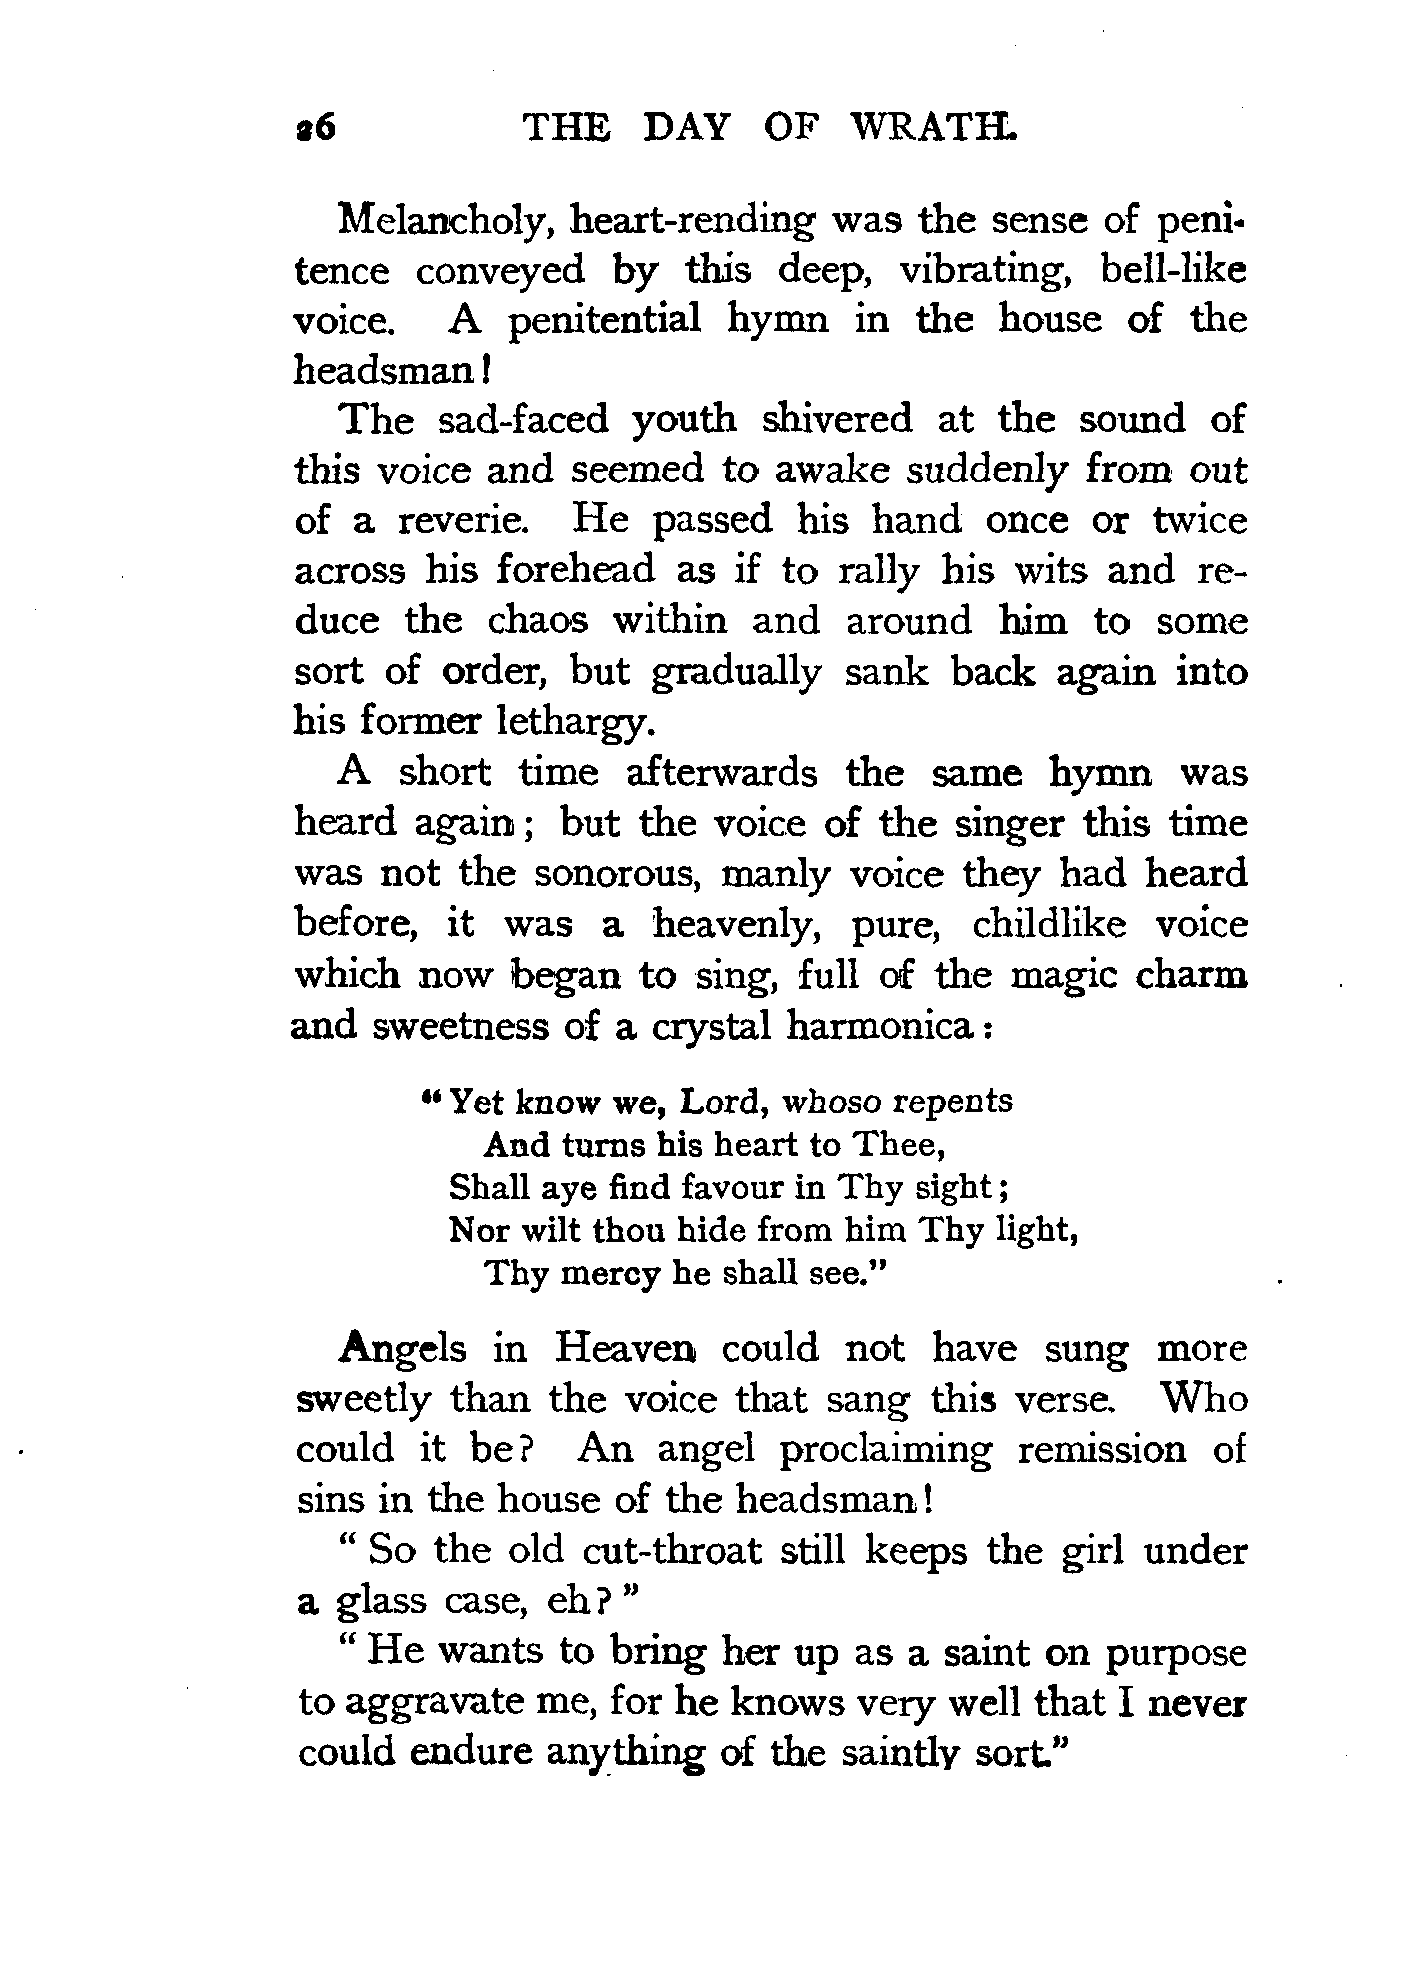 26 THE DAY OF WRATH.
Melancholy, heart-rending was the sense of peni-
tence conveyed by this deep, vibrating, bell-like
voice. A penitential hymn in the house of the
headsman!
The sad-faced youth shivered at the sound of
this voice and seemed to awake suddenly from out
of a reverie. He passed his hand once or twice
across his forehead as if to rally his wits and re-
duce the chaos within and around him to some
sort of order, but gradually sank back again into
his former lethargy.
A short time afterwards the same hymn was
heard again; but the voice of the singer this time
was not the sonorous, manly voice they had heard
before, it was a heavenly, pure, childlike voice
which now began to sing, full of the magic charm
and sweetness of a crystal harmonica:
"Yet know we, Lord, whoso repents
And turns his heart to Thee,
Shall aye find favour in Thy sight;
Nor wilt thou hide from him Thy light,
Thy mercy he shall see."
Angels in Heaven could not have sung more
sweetly than the voice that sang this verse. Who
could it be? An angel proclaiming remission of
sins in the house of the headsman!
"So the old cut-throat still keeps the girl under
a glass case, eh?"
"He wants to bring her up as a saint on purpose
to aggravate me, for he knows very well that I never
could endure anything of the saintly sort."